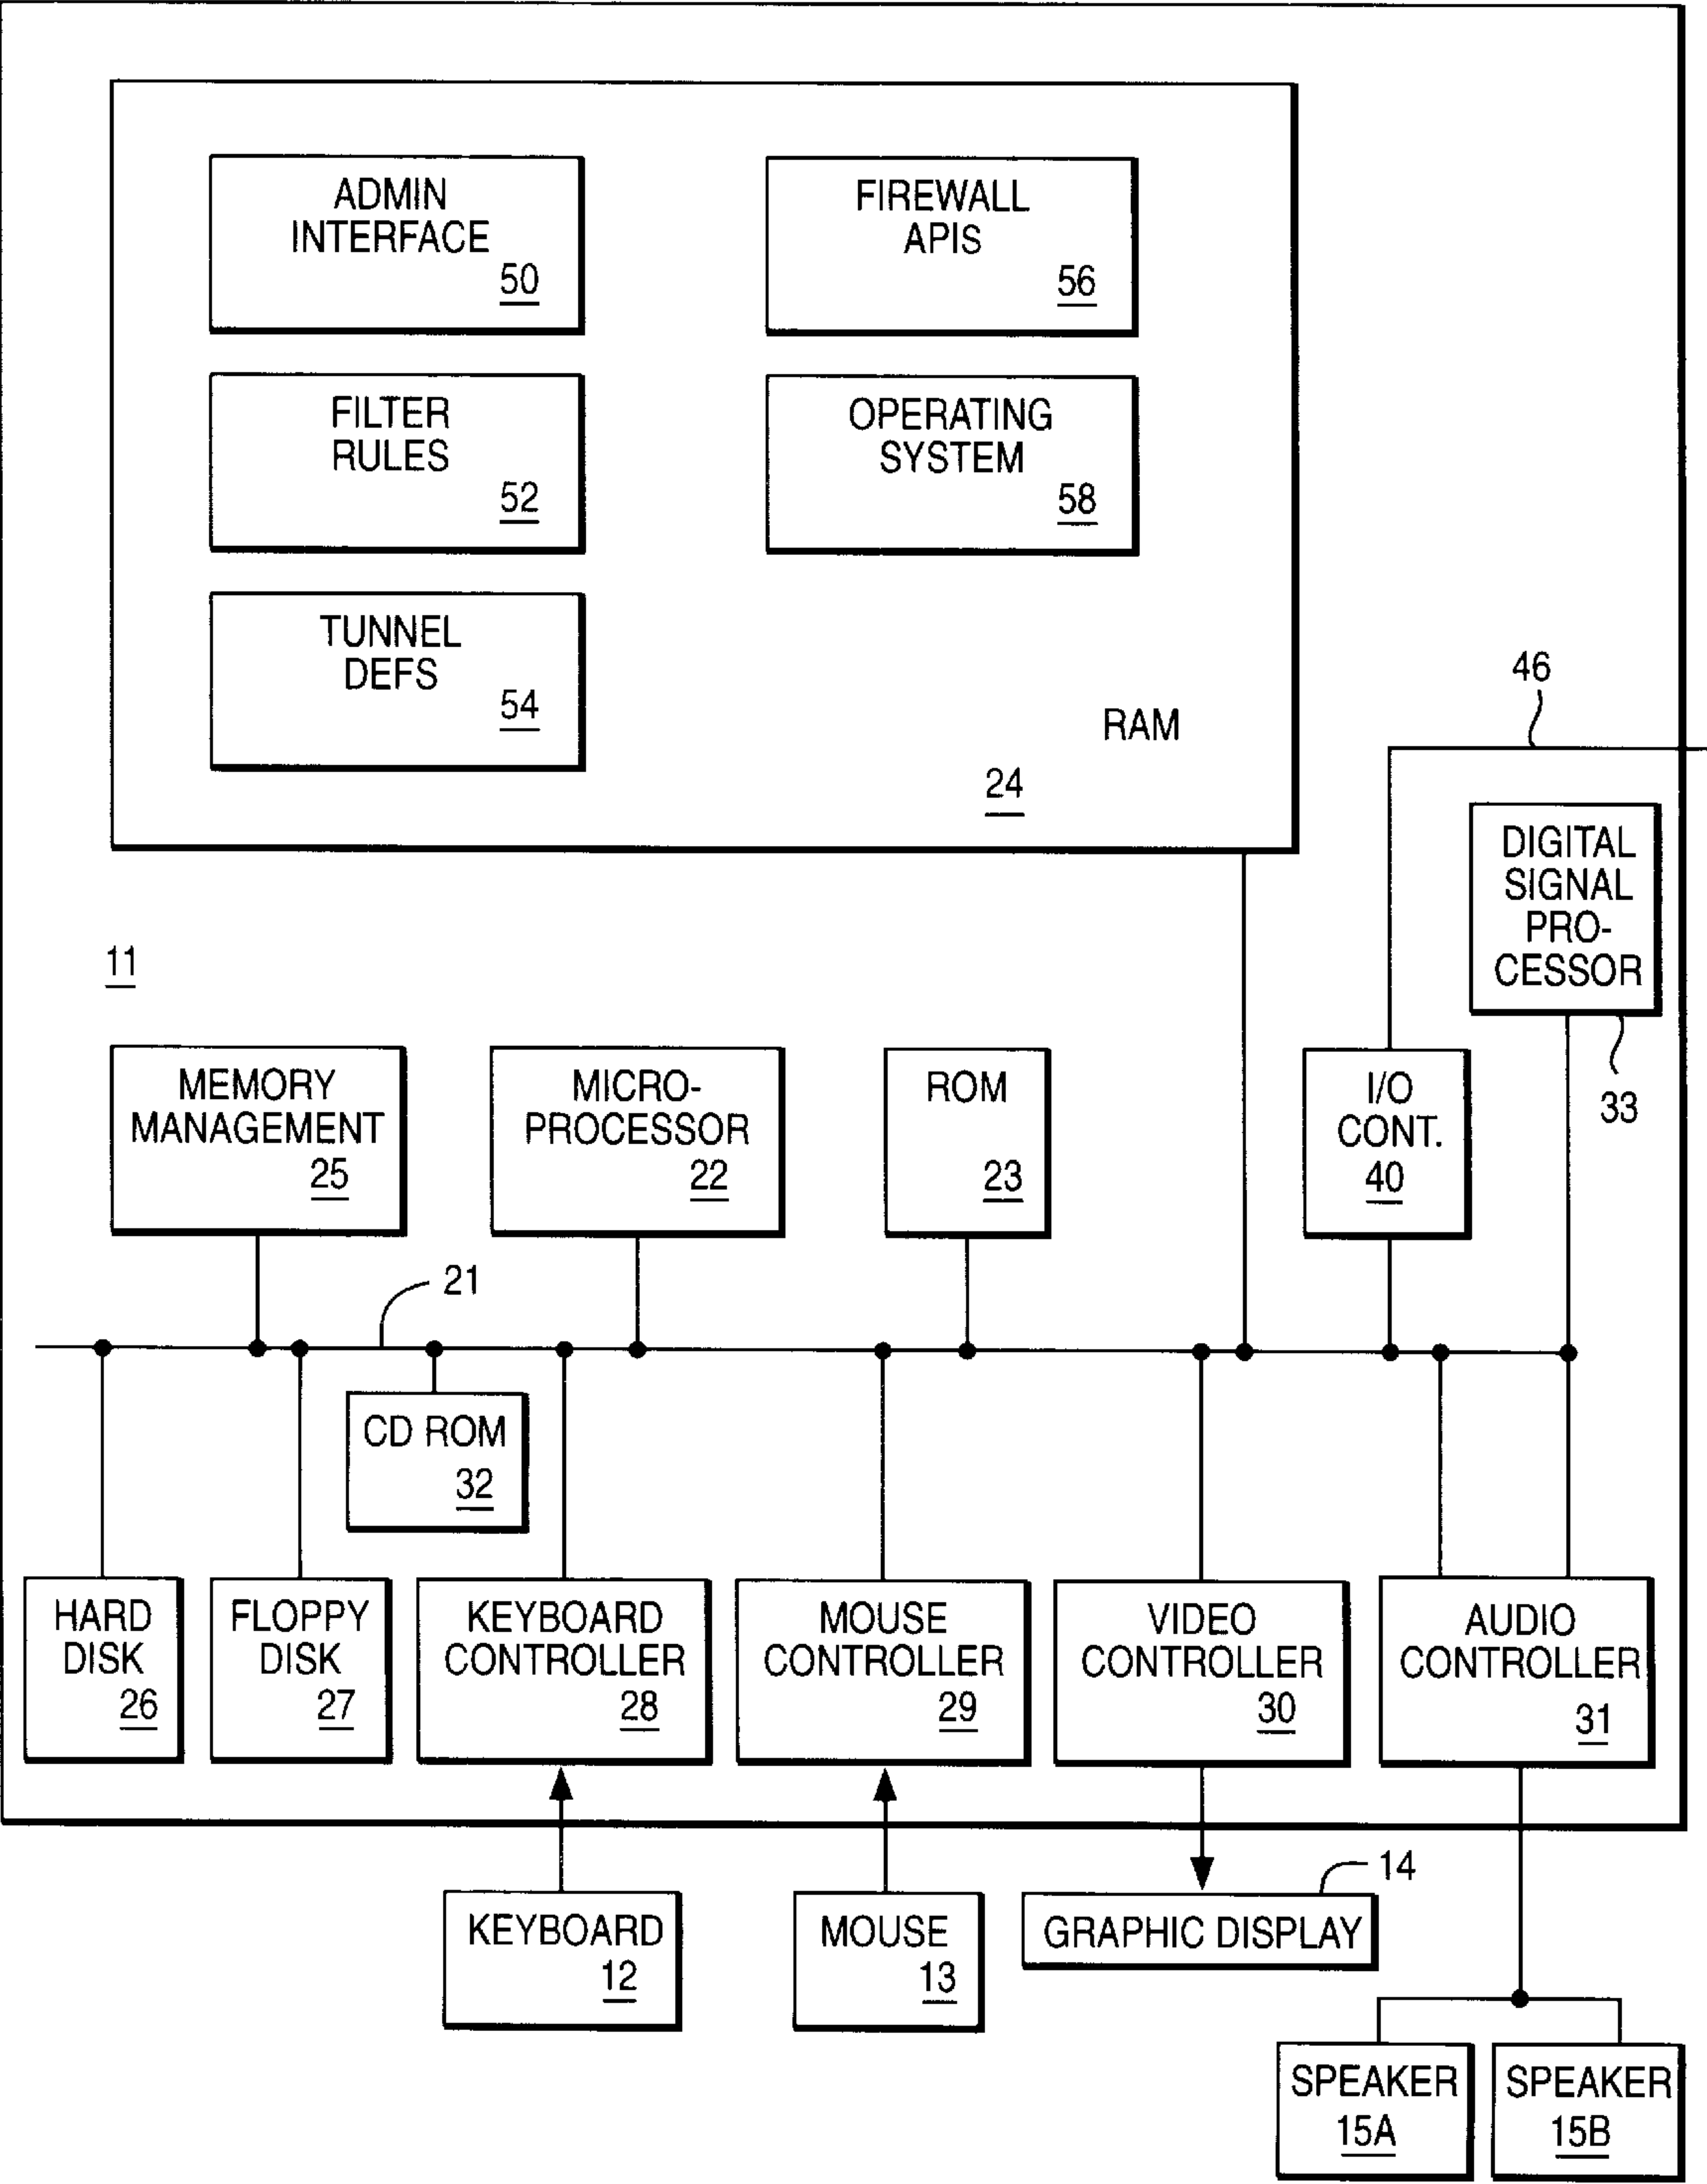 ADMIN
INTERFACE
50
FIREWALL
APIS
56
FILTER
RULES
52
OPERATING
SYSTEM
58
TUNNEL
DEFS
54
RAM
24
46
DIGITAL
SIGNAL
PRO-
CESSOR
33
11
MEMORY
MANAGEMENT
25
MICRO-
PROCESSOR
22
ROM
23
I/O
CONT.
40
21
CD ROM
32
HARD
DISK
26
FLOPPY
DISK
27
KEYBOARD
CONTROLLER
28
MOUSE
CONTROLLER
29
VIDEO
CONTROLLER
30
AUDIO
CONTROLLER
31
KEYBOARD
12
MOUSE
13
14
GRAPHIC DISPLAY
SPEAKER
15A
SPEAKER
15B